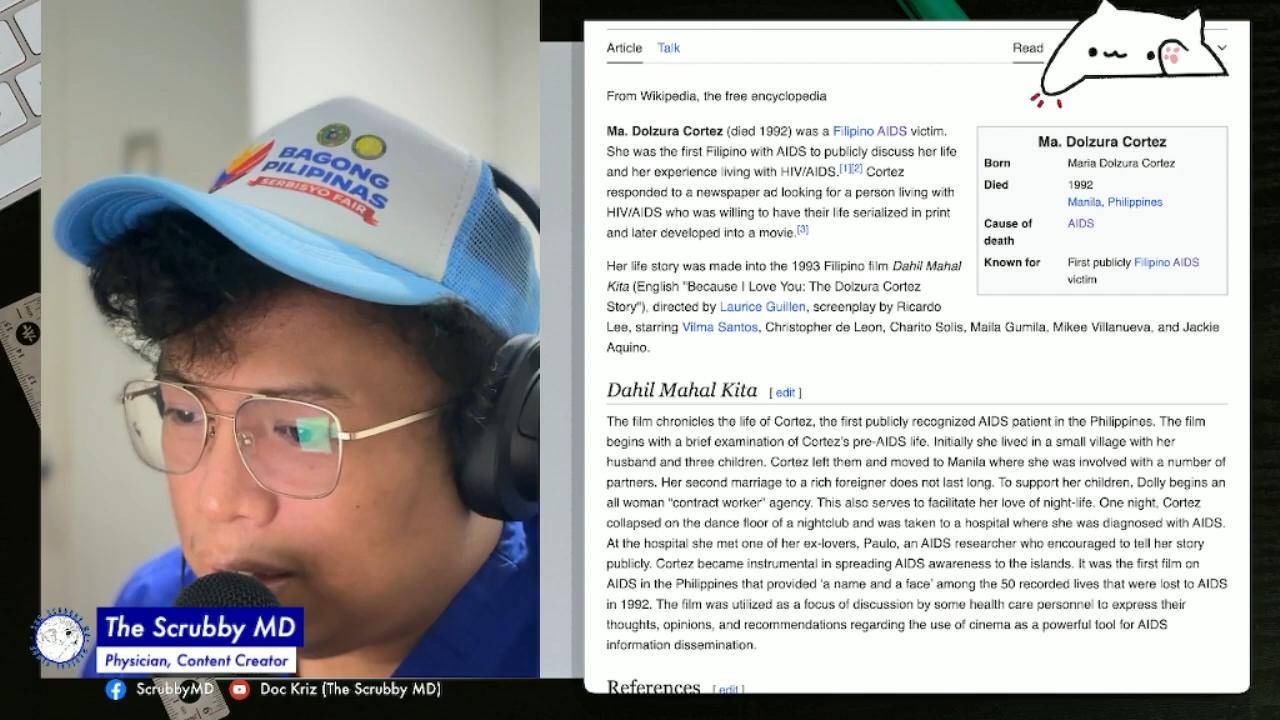 BAGONG
PILIPINAS
SERBISYO FAIR
The Scrubby MD
Physician, Content Creator
ScrubbyMD
Doc Kriz (The Scrubby MD)
Article Talk Read
From Wikipedia, the free encyclopedia
Ma. Dolzura Cortez (died 1992) was a Filipino AIDS victim.
She was the first Filipino with AIDS to publicly discuss her life
and her experience living with HIV/AIDS.[1][2] Cortez
responded to a newspaper ad looking for a person living with
HIV/AIDS who was willing to have their life serialized in print
and later developed into a movie.[3]
Her life story was made into the 1993 Filipino film Dahil Mahal
Kita (English "Because I Love You: The Dolzura Cortez
Story"), directed by Laurice Guillen, screenplay by Ricardo
Lee, starring Vilma Santos, Christopher de Leon, Charito Solis, Maila Gumila, Mikee Villanueva, and Jackie
Aquino.
Ma. Dolzura Cortez
Born Maria Dolzura Cortez
Died 1992
Manila, Philippines
Cause of AIDS
death
Known for First publicly Filipino AIDS
victim
Dahil Mahal Kita [ edit ]
The film chronicles the life of Cortez, the first publicly recognized AIDS patient in the Philippines. The film
begins with a brief examination of Cortez's pre-AIDS life. Initially she lived in a small village with her
husband and three children. Cortez left them and moved to Manila where she was involved with a number of
partners. Her second marriage to a rich foreigner does not last long. To support her children, Dolly begins an
all woman "contract worker" agency. This also serves to facilitate her love of night-life. One night, Cortez
collapsed on the dance floor of a nightclub and was taken to a hospital where she was diagnosed with AIDS.
At the hospital she met one of her ex-lovers, Paulo, an AIDS researcher who encouraged to tell her story
publicly. Cortez became instrumental in spreading AIDS awareness to the islands. It was the first film on
AIDS in the Philippines that provided 'a name and a face' among the 50 recorded lives that were lost to AIDS
in 1992. The film was utilized as a focus of discussion by some health care personnel to express their
thoughts, opinions, and recommendations regarding the use of cinema as a powerful tool for AIDS
information dissemination.
References [ edit ]